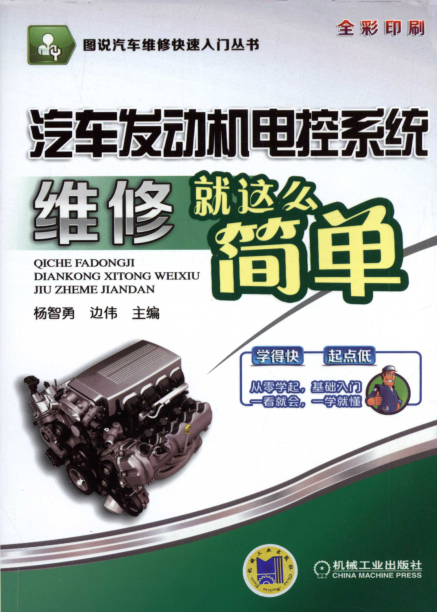 图说汽车维修快速入门丛书
全彩印刷
汽车发动机电控系统
维修就这么简单
QICHE FADONGJI
DIANKONG XITONG WEIXIU
JIU ZHEME JIANDAN
杨智勇 边伟 主编
学得快 起点低
从零学起,基础入门
一看就会,一学就懂
机械工业出版社
CHINA MACHINE PRESS